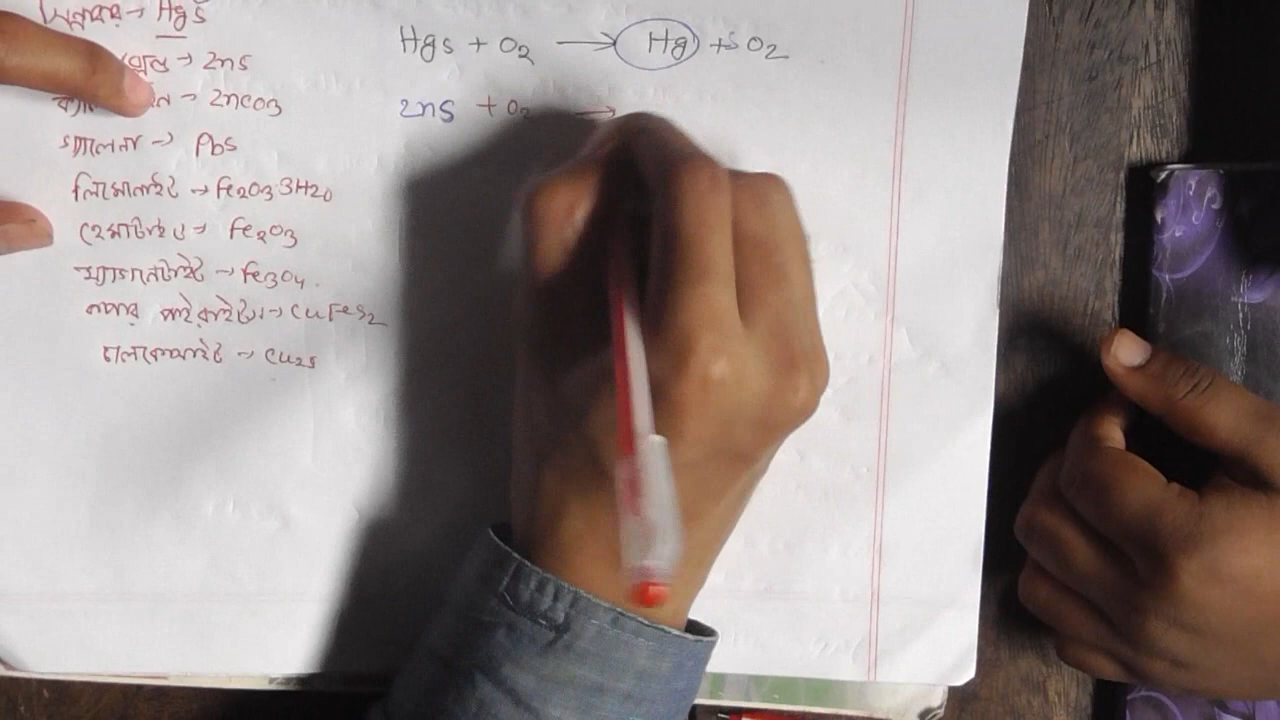 সিন্নাবার → HgS
ব্লেন্ড → ZnS
→ ZnCO3
গ্যালেনা → PbS
লিমোনাইট → Fe2O3 3H2O
হেমাটাইট → Fe2O3
ম্যাগনেটাইট → Fe3O4
কপার পাইরাইটস → CuFeS2
চালকোসাইট → Cu2S
HgS + O2 → Hg + SO2
ZnS + O2 →